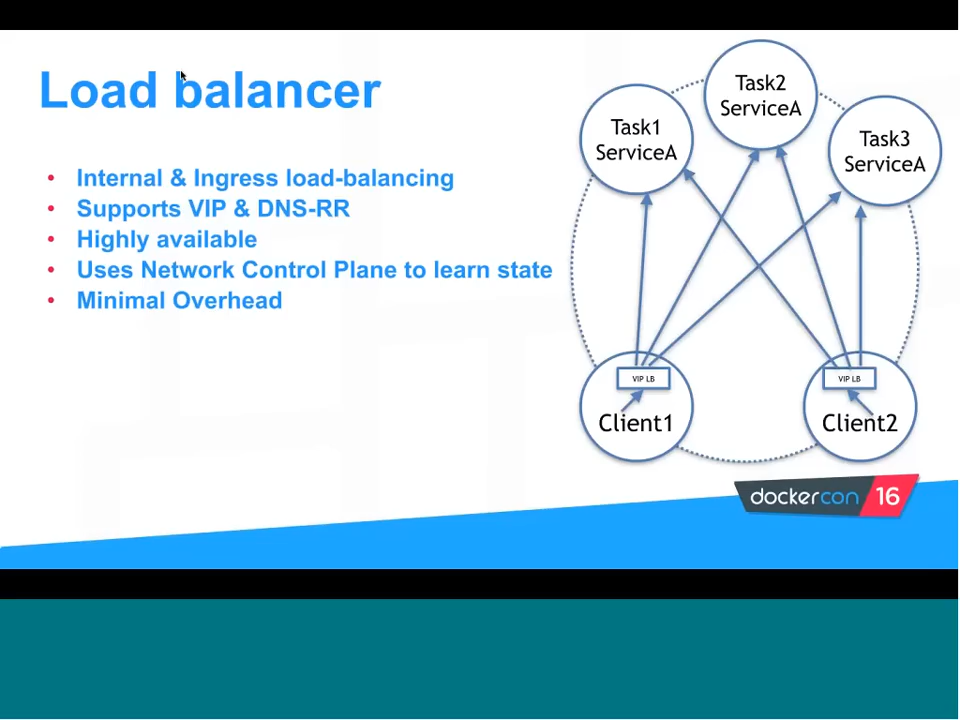 Load balancer
• Internal & Ingress load-balancing
• Supports VIP & DNS-RR
• Highly available
• Uses Network Control Plane to learn state
• Minimal Overhead
Task1
ServiceA
Task2
ServiceA
Task3
ServiceA
VIP LB
Client1
VIP LB
Client2
dockercon 16